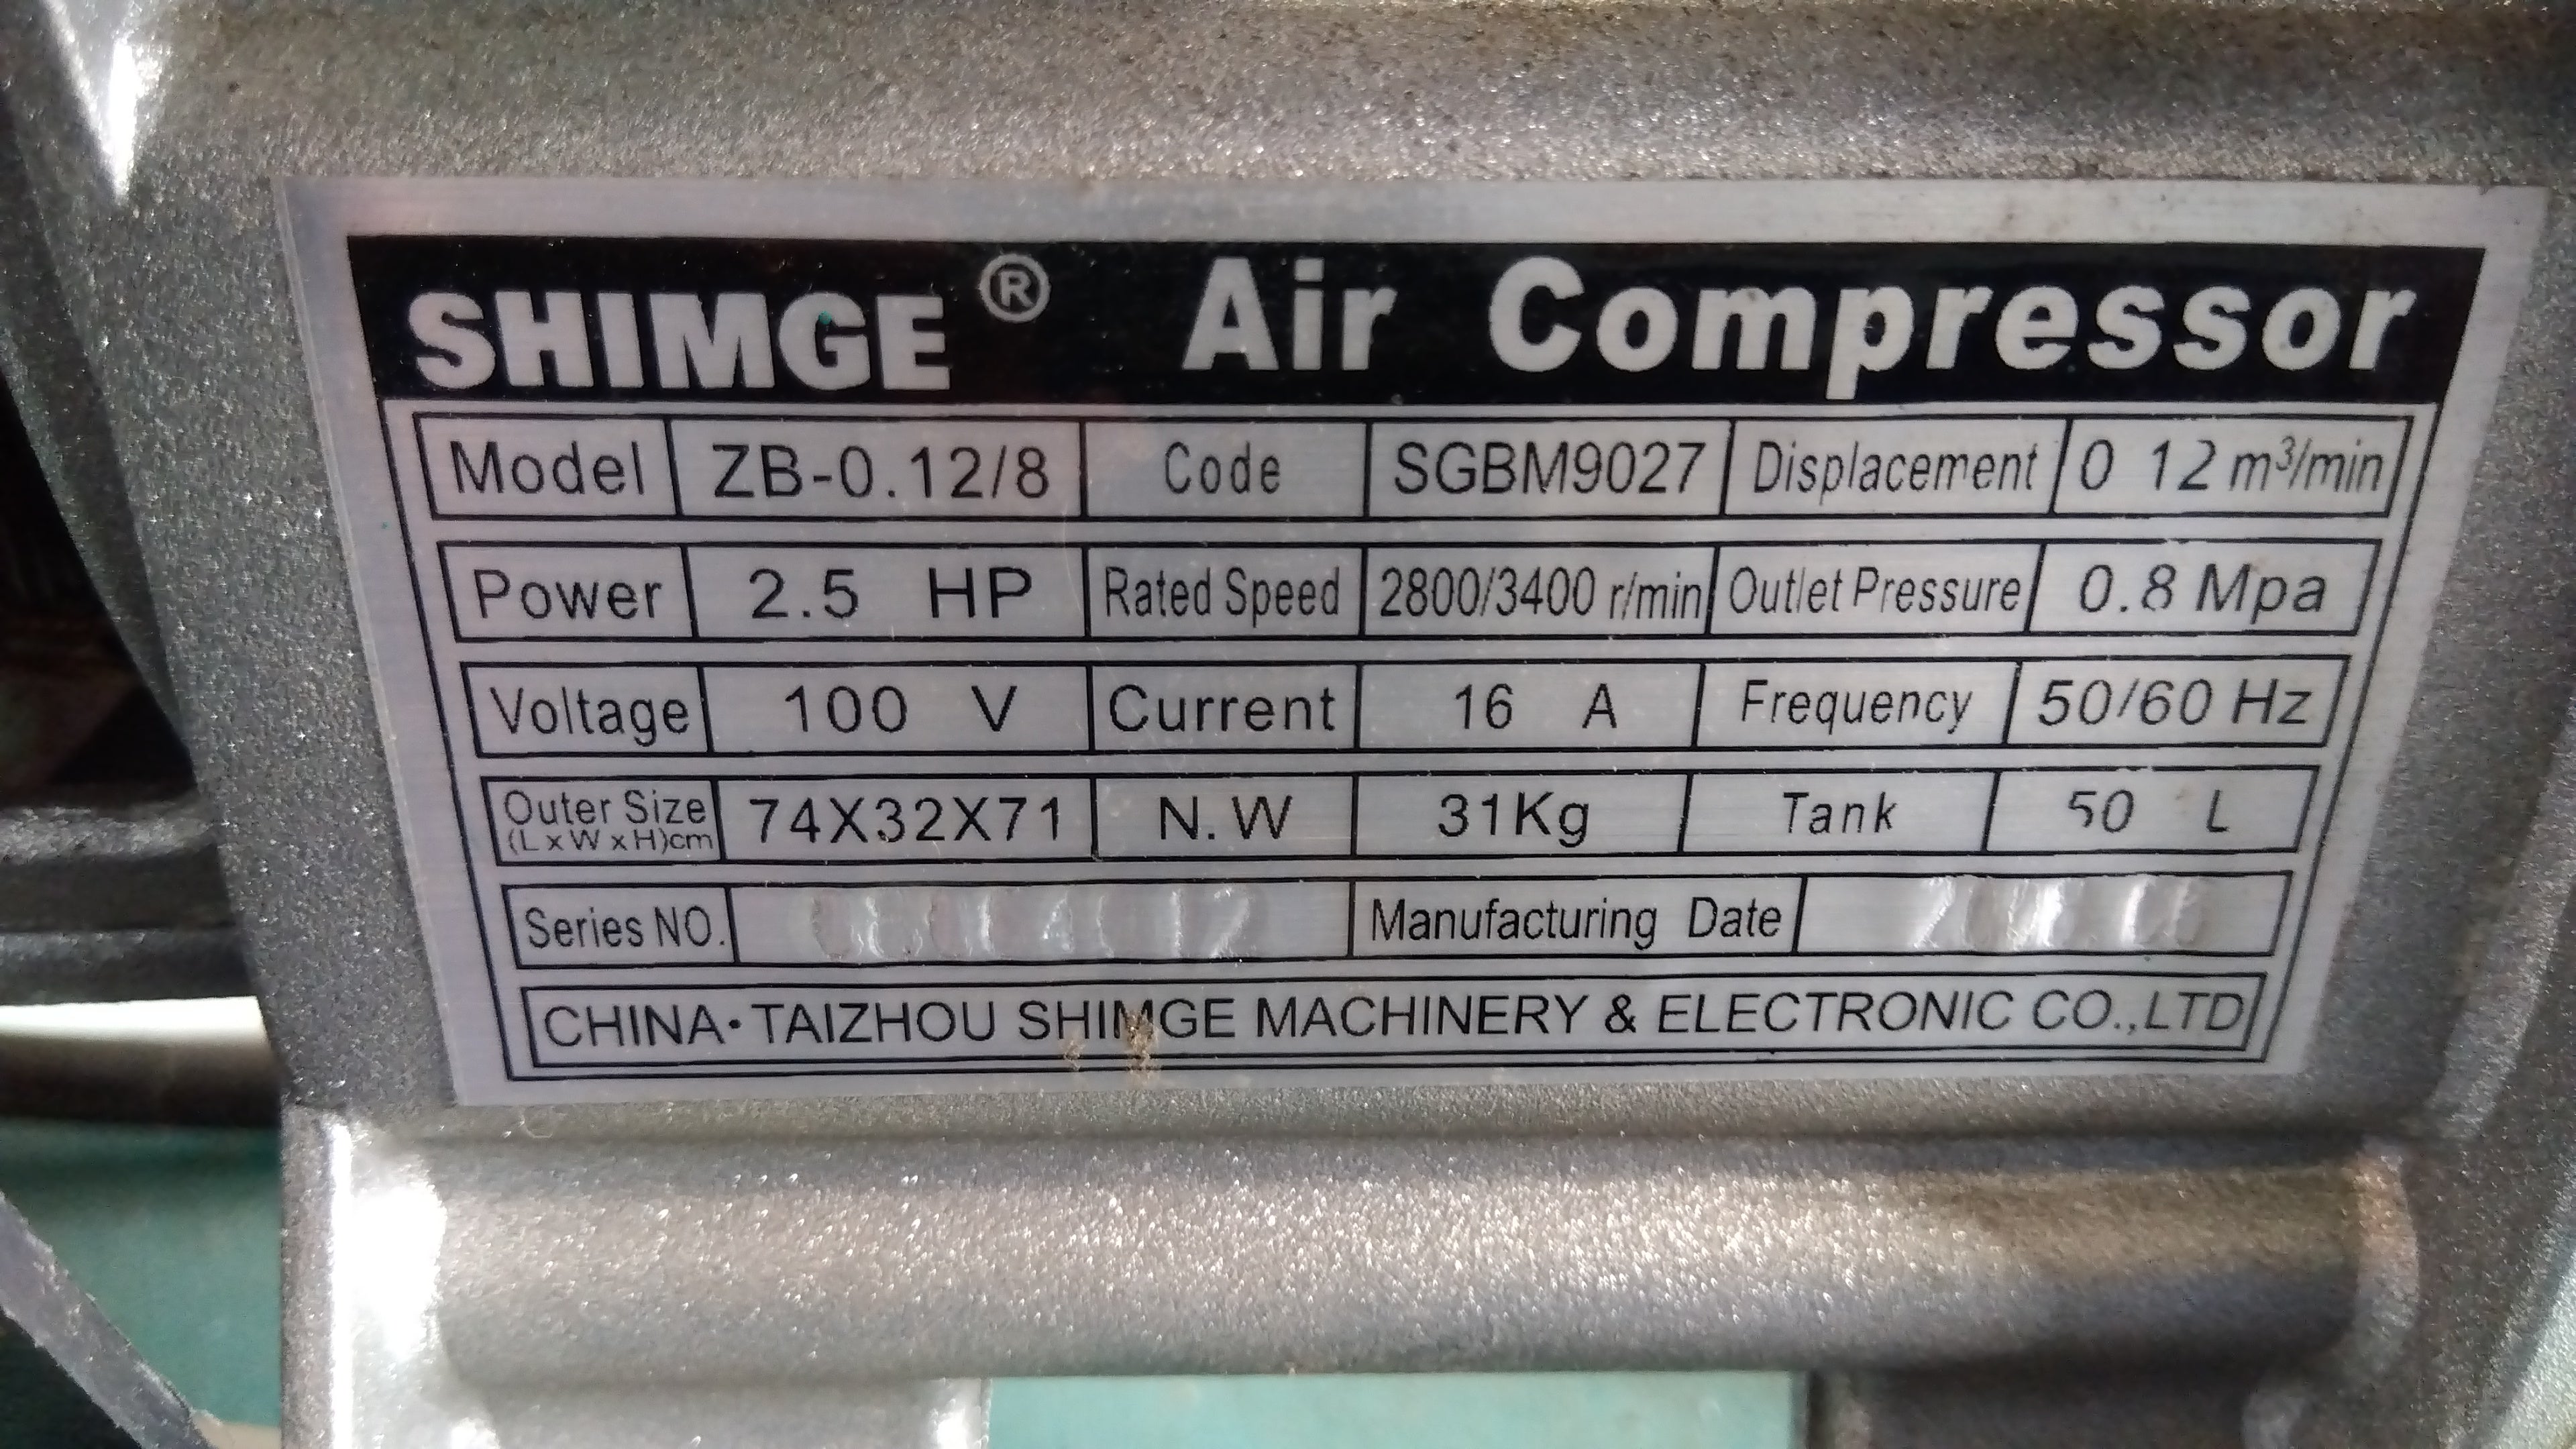 SHIMGE® Air Compressor
Model ZB-0.12/8 Code SGBM9027 Displacement 0 12 m³/min
Power 2.5 HP Rated Speed 2800/3400 r/min Outlet Pressure 0.8 Mpa
Voltage 100 V Current 16 A Frequency 50/60 Hz
Outer Size 74X32X71 N.W 31Kg Tank 50 L
(L x W x H)cm
Series NO. Manufacturing Date
CHINA·TAIZHOU SHIMGE MACHINERY & ELECTRONIC CO.,LTD